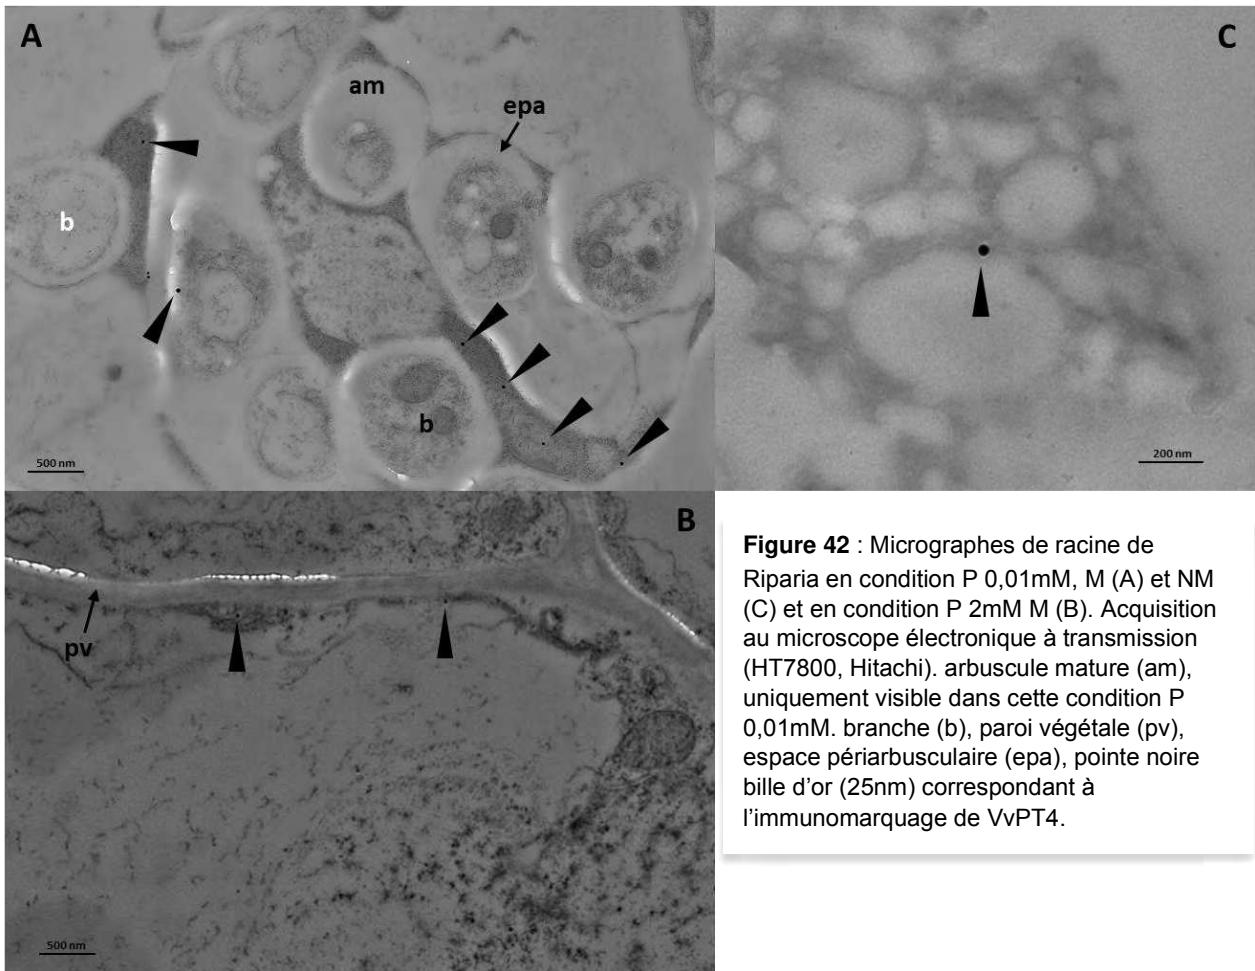 A
am
epa
b
b
500 nm
C
200 nm
B
pv
500 nm
Figure 42 : Micrographes de racine de
Riparia en condition P 0,01mM, M (A) et NM
(C) et en condition P 2mM M (B). Acquisition
au microscope électronique à transmission
(HT7800, Hitachi). arbuscule mature (am),
uniquement visible dans cette condition P
0,01mM. branche (b), paroi végétale (pv),
espace périarbusculaire (epa), pointe noire
bille d’or (25nm) correspondant à
l’immunomarquage de VvPT4.